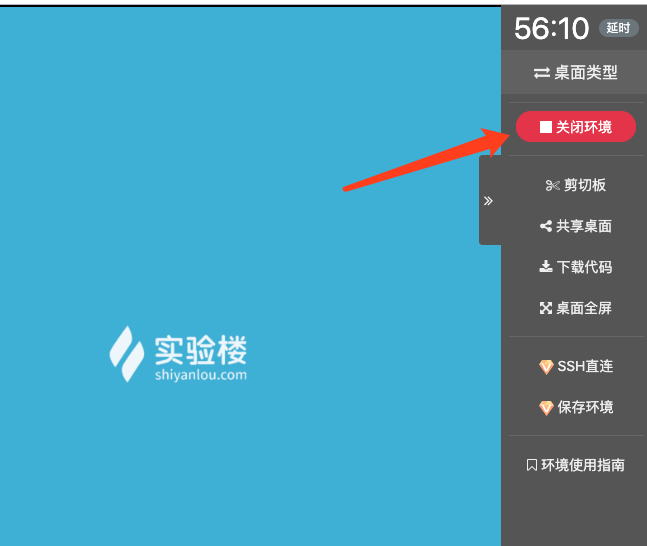 56:10 延时
桌面类型
关闭环境
剪切板
共享桌面
下载代码
桌面全屏
实验楼
shiyanlou.com
SSH直连
保存环境
环境使用指南